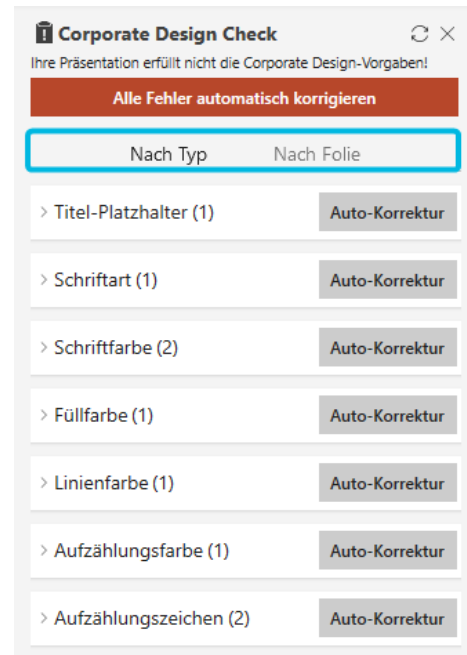 Corporate Design Check
Ihre Präsentation erfüllt nicht die Corporate Design-Vorgaben!
Alle Fehler automatisch korrigieren
Nach Typ Nach Folie
Titel-Platzhalter (1) Auto-Korrektur
Schriftart (1) Auto-Korrektur
Schriftfarbe (2) Auto-Korrektur
Füllfarbe (1) Auto-Korrektur
Linienfarbe (1) Auto-Korrektur
Aufzählungsfarbe (1) Auto-Korrektur
Aufzählungszeichen (2) Auto-Korrektur